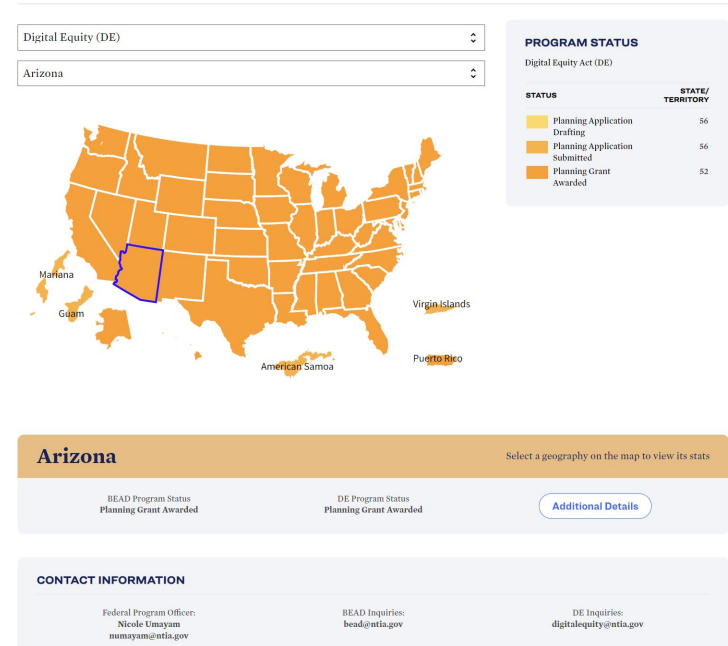 Digital Equity (DE)
Arizona
PROGRAM STATUS
Digital Equity Act (DE)
STATUS
STATE/
TERRITORY
Planning Application
Drafting
56
Planning Application
Submitted
56
Planning Grant
Awarded
52
Mariana
Guam
American Samoa
Virgin Islands
Puerto Rico
Arizona
Select a geography on the map to view its stats
BEAD Program Status
Planning Grant Awarded
DE Program Status
Planning Grant Awarded
Additional Details
CONTACT INFORMATION
Federal Program Officer:
Nicole Umayam
numayam@ntia.gov
BEAD Inquiries:
bead@ntia.gov
DE Inquiries:
digitalequity@ntia.gov